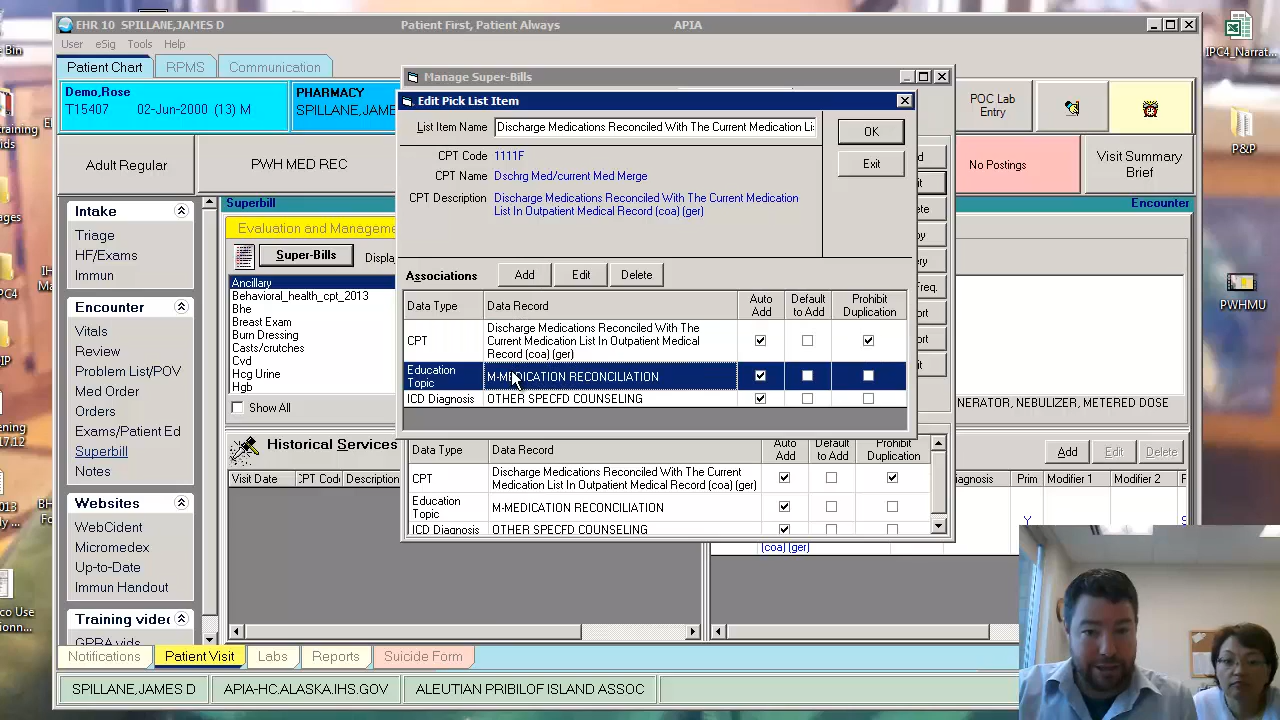 EHR 10 SPILLANE,JAMES D
Patient First, Patient Always
APIA
User eSig Tools Help
Patient Chart RPMS Communication
Demo,Rose
T15407 02-Jun-2000 (13) M
PHARMACY
SPILLANE,JAME
POC Lab
Entry
Adult Regular
PWH MED REC
No Postings
Visit Summary
Brief
Superbill
Encounter
Intake
Triage
HF/Exams
Immun
Encounter
Vitals
Review
Problem List/POV
Med Order
Orders
Exams/Patient Ed
Superbill
Notes
Websites
WebCident
Micromedex
Up-to-Date
Immun Handout
Training videc
GPRA vids
Evaluation and Manageme
Super-Bills
Displa
Ancillary
Behavioral_health_cpt_2013
Bhe
Breast Exam
Burn Dressing
Casts/crutches
Cvd
Hcg Urine
Hgb
Show All
Historical Services
Visit Date CPT Code Description
Manage Super-Bills
Edit Pick List Item
List Item Name Discharge Medications Reconciled With The Current Medication Li
OK
Exit
CPT Code 1111F
CPT Name Dschrg Med/current Med Merge
CPT Description Discharge Medications Reconciled With The Current Medication
List In Outpatient Medical Record (coa) (ger)
Associations Add Edit Delete
Data Type Data Record Auto Add Default to Add Prohibit Duplication
CPT Discharge Medications Reconciled With The
Current Medication List In Outpatient Medical
Record (coa) (ger)
Education Topic M-MEDICATION RECONCILIATION
ICD Diagnosis OTHER SPECFD COUNSELING
Data Type Data Record Auto Add Default to Add Prohibit Duplication
CPT Discharge Medications Reconciled With The Current
Medication List In Outpatient Medical Record (coa) (ger)
Education Topic M-MEDICATION RECONCILIATION
ICD Diagnosis OTHER SPECFD COUNSELING
(coa) (ger)
NERATOR, NEBULIZER, METERED DOSE
Add Edit Delete
iagnosis Prim Modifier 1 Modifier 2
Y
Notifications Patient Visit Labs Reports Suicide Form
SPILLANE,JAMES D APIA-HC.ALASKA.IHS.GOV ALEUTIAN PRIBILOF ISLAND ASSOC
IPC4_Narrat...
P&P
PWHMU